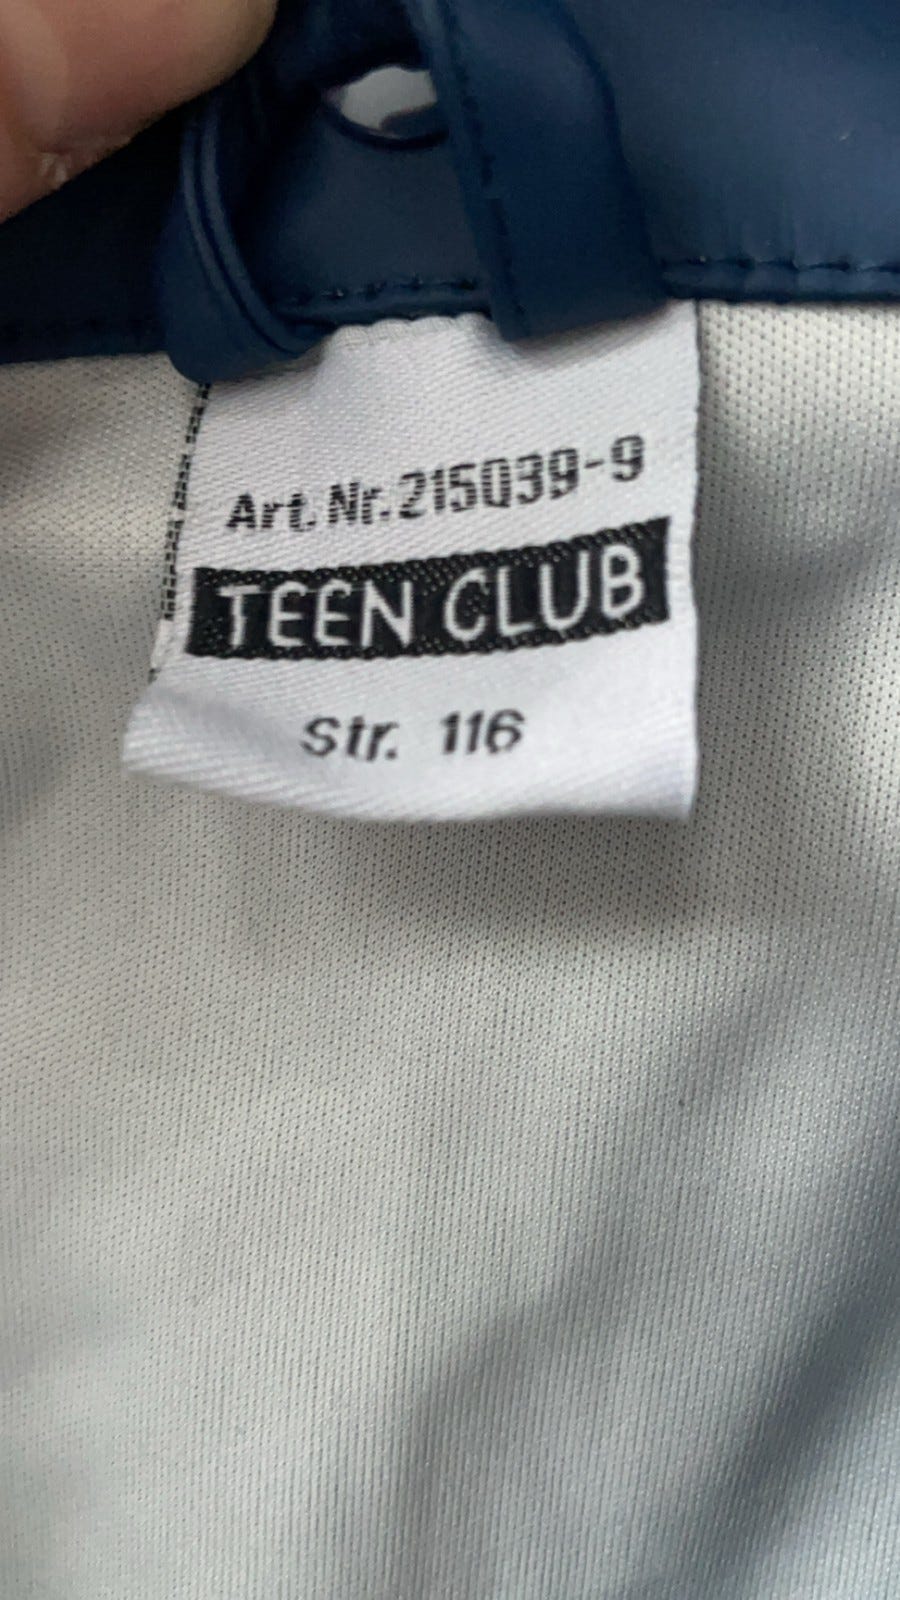 Art. Nr. 215039-9
TEEN CLUB
Str. 116